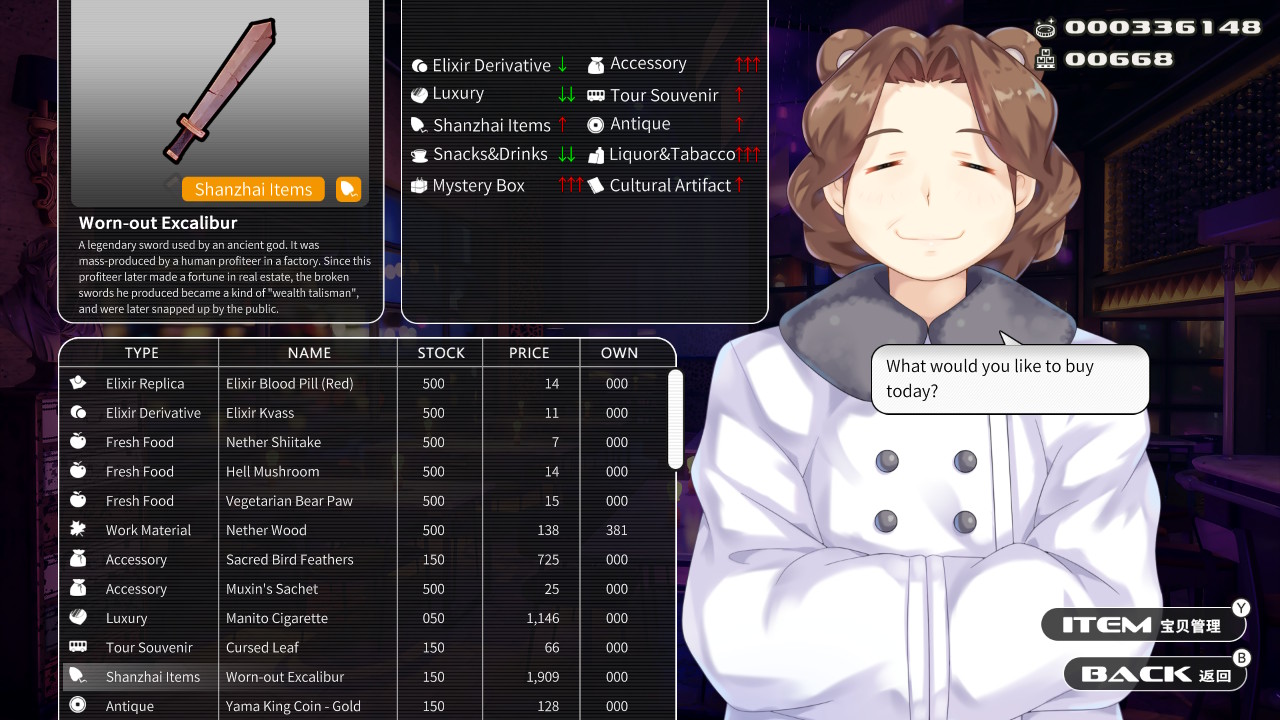 000336148
00668
Elixir Derivative
Accessory
Luxury
Tour Souvenir
Shanzhai Items
Antique
Snacks&Drinks
Liquor&Tabacco
Mystery Box
Cultural Artifact
Shanzhai Items
Worn-out Excalibur
A legendary sword used by an ancient god. It was
mass-produced by a human profiteer in a factory. Since this
profiteer later made a fortune in real estate, the broken
swords he produced became a kind of "wealth talisman",
and were later snapped up by the public.
TYPE NAME STOCK PRICE OWN
Elixir Replica Elixir Blood Pill (Red) 500 14 000
Elixir Derivative Elixir Kvass 500 11 000
Fresh Food Nether Shiitake 500 7 000
Fresh Food Hell Mushroom 500 14 000
Fresh Food Vegetarian Bear Paw 500 15 000
Work Material Nether Wood 500 138 381
Accessory Sacred Bird Feathers 150 725 000
Accessory Muxin's Sachet 150 25 000
Luxury Manito Cigarette 050 1,146 000
Tour Souvenir Cursed Leaf 150 66 000
Shanzhai Items Worn-out Excalibur 150 1,909 000
Antique Yama King Coin - Gold 150 128 000
What would you like to buy
today?
Y
ITEM 宝贝管理
B
BACK 返回